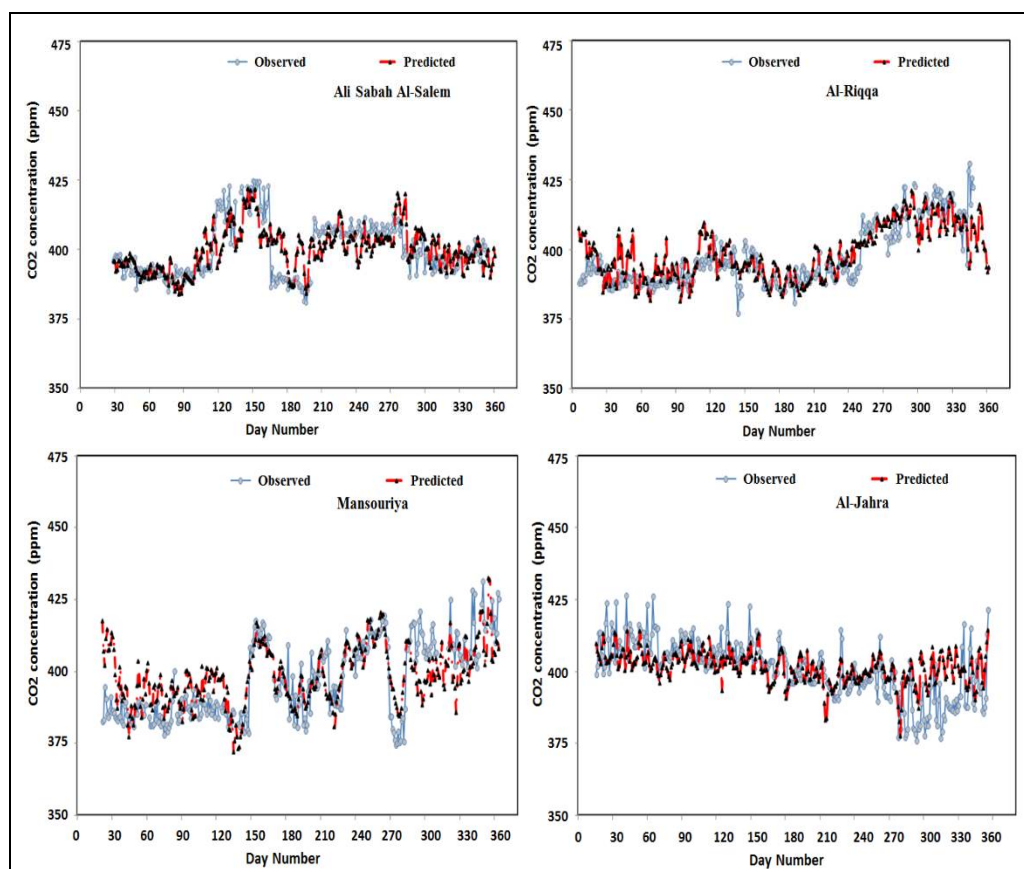 475
450
425
400
375
350
CO2 concentration (ppm)
Observed Predicted
Ali Sabah Al-Salem
0 30 60 90 120 150 180 210 240 270 300 330 360
Day Number
475
450
425
400
375
350
CO2 concentration (ppm)
Observed Predicted
Al-Riqqa
0 30 60 90 120 150 180 210 240 270 300 330 360
Day Number
475
450
425
400
375
350
CO2 concentration (ppm)
Observed Predicted
Mansouriya
0 30 60 90 120 150 180 210 240 270 300 330 360
Day Number
475
450
425
400
375
350
CO2 concentration (ppm)
Observed Predicted
Al-Jahra
0 30 60 90 120 150 180 210 240 270 300 330 360
Day Number